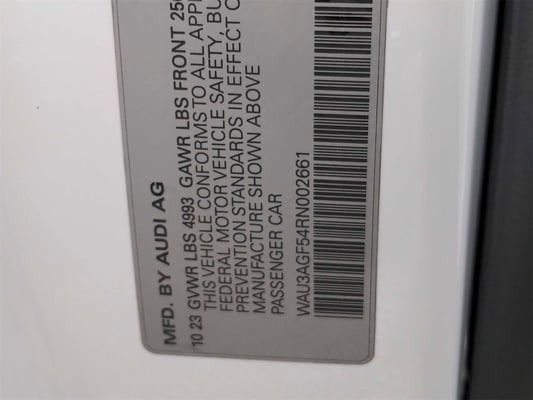 MFD. BY AUDI AG
10 23 GVWR LBS 4993 GAWR LBS FRONT
THIS VEHICLE CONFORMS TO ALL
FEDERAL MOTOR VEHICLE SAFETY,
PREVENTION STANDARDS IN EFFECT
MANUFACTURE SHOWN ABOVE
PASSENGER CAR
WAU3AGF54RN002661